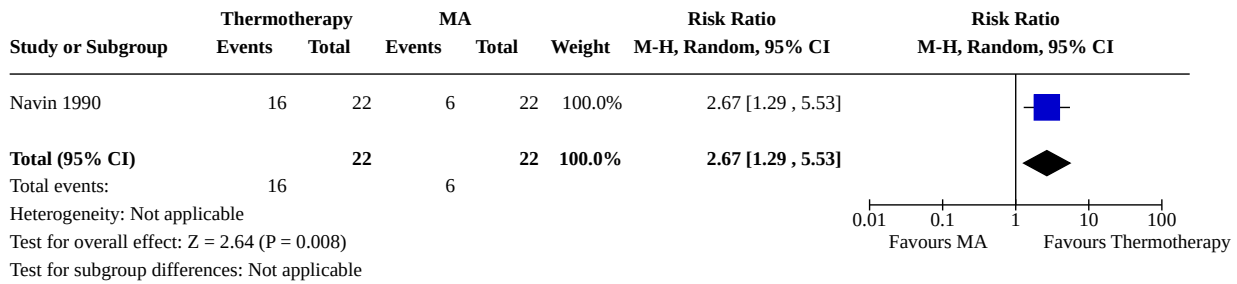 Thermotherapy MA Risk Ratio Risk Ratio
Study or Subgroup Events Total Events Total Weight M-H, Random, 95% CI M-H, Random, 95% CI
Navin 1990 16 22 6 22 100.0% 2.67 [1.29 , 5.53]
Total (95% CI) 22 22 100.0% 2.67 [1.29 , 5.53]
Total events: 16 6
Heterogeneity: Not applicable
0.01 0.1 1 10 100
Test for overall effect: Z = 2.64 (P = 0.008) Favours MA Favours Thermotherapy
Test for subgroup differences: Not applicable